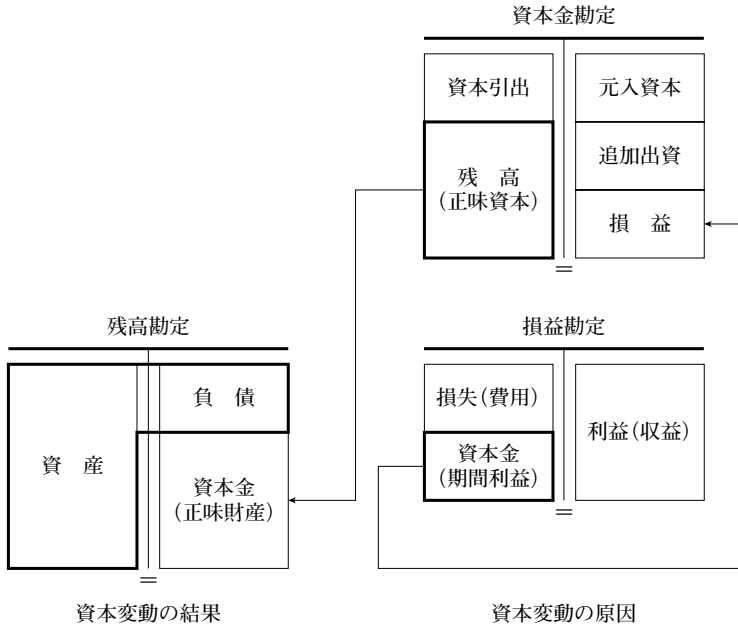 資本金勘定
資本引出
元入資本
追加出資
残　高
(正味資本)
損　益
＝
残高勘定
資　産
負　債
資本金
(正味財産)
＝
資本変動の結果
損益勘定
損失(費用)
利益(収益)
資本金
(期間利益)
＝
資本変動の原因